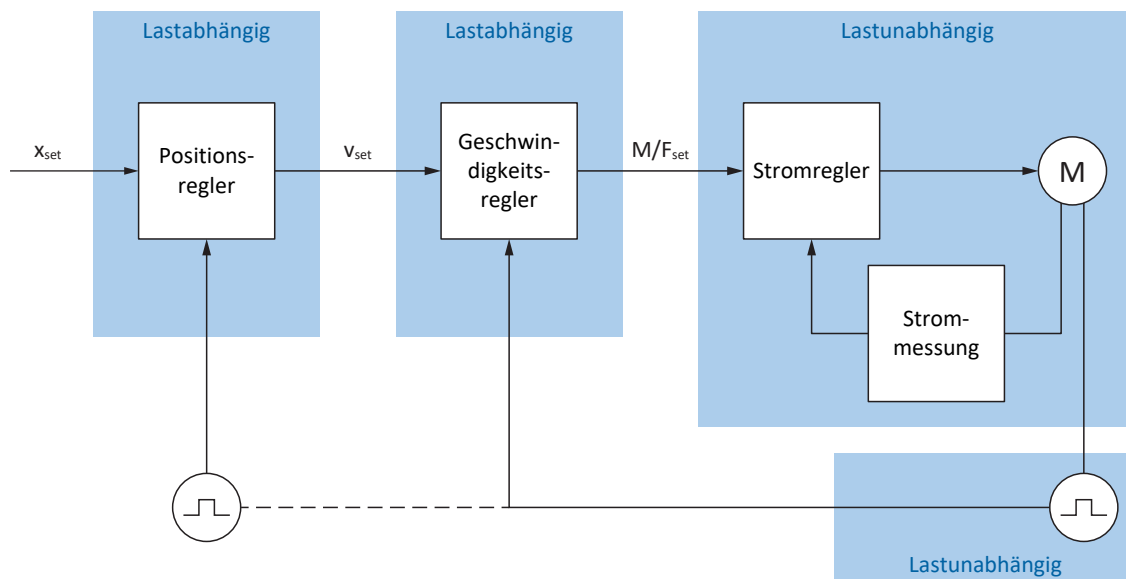 Lastabhängig
Lastabhängig
Lastunabhängig
xset
Positions-
regler
vset
Geschwin-
digkeits-
regler
M/Fset
Stromregler
M
Strom-
messung
Lastunabhängig